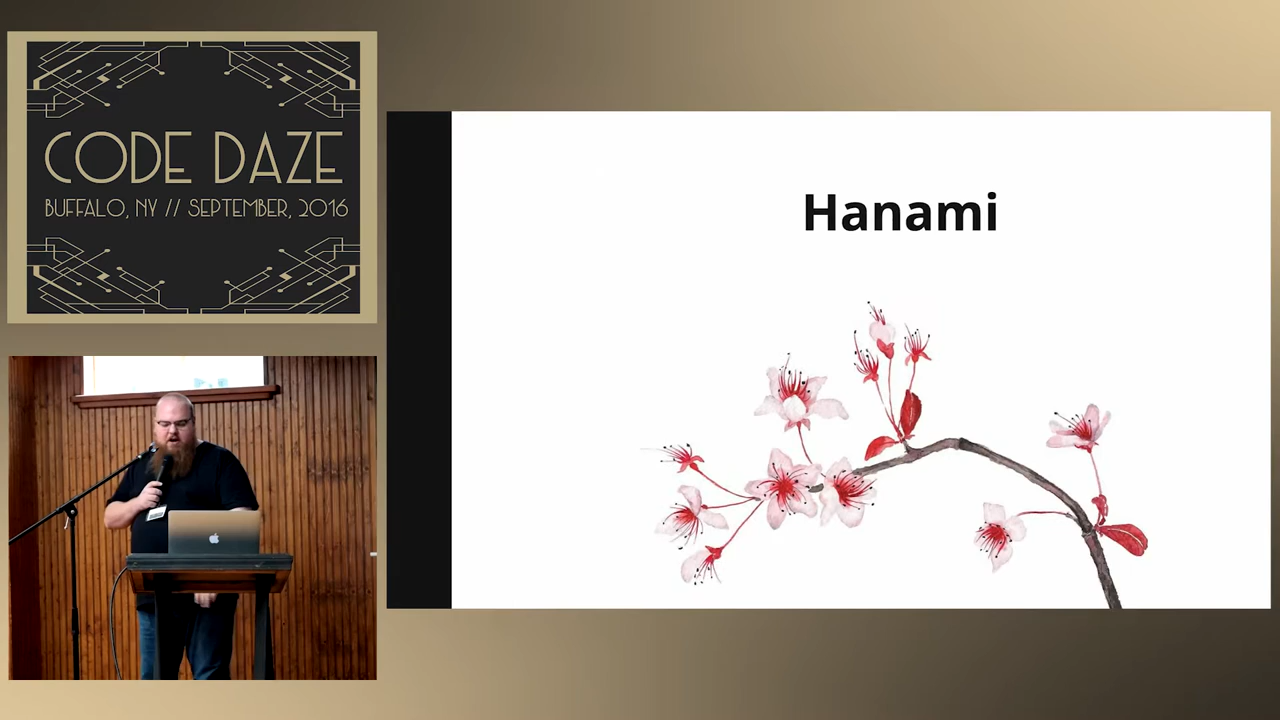 CODE DAZE
BUFFALO, NY // SEPTEMBER, 2016
Hanami